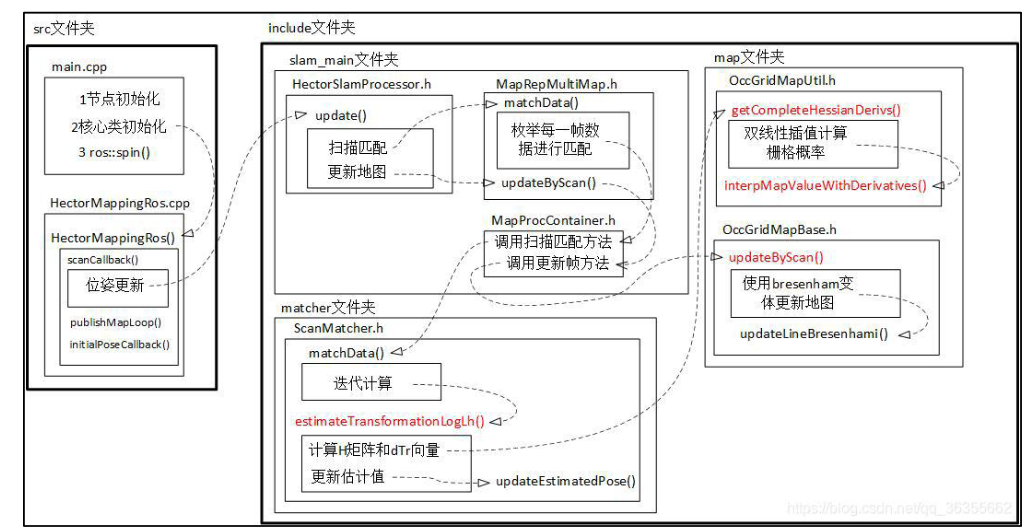 src文件夹
main.cpp
1节点初始化
2核心类初始化
3 ros::spin()
HectorMappingRos.cpp
HectorMappingRos()
scanCallback()
位姿更新
publishMapLoop()
initialPoseCallback()
include文件夹
slam_main文件夹
HectorSlamProcessor.h
update()
扫描匹配
更新地图
MapRepMultiMap.h
matchData()
枚举每一帧数
据进行匹配
updateByScan()
MapProcContainer.h
调用扫描匹配方法
调用更新帧方法
matcher文件夹
ScanMatcher.h
matchData()
迭代计算
estimateTransformationLogLh()
计算H矩阵和dTr向量
更新估计值
updateEstimatedPose()
map文件夹
OccGridMapUtil.h
getCompleteHessianDerivs()
双线性插值计算
栅格概率
interpMapValueWithDerivatives()
OccGridMapBase.h
updateByScan()
使用bresenham变
体更新地图
updateLineBresenhami()
https://blog.csdn.net/qq_36355662